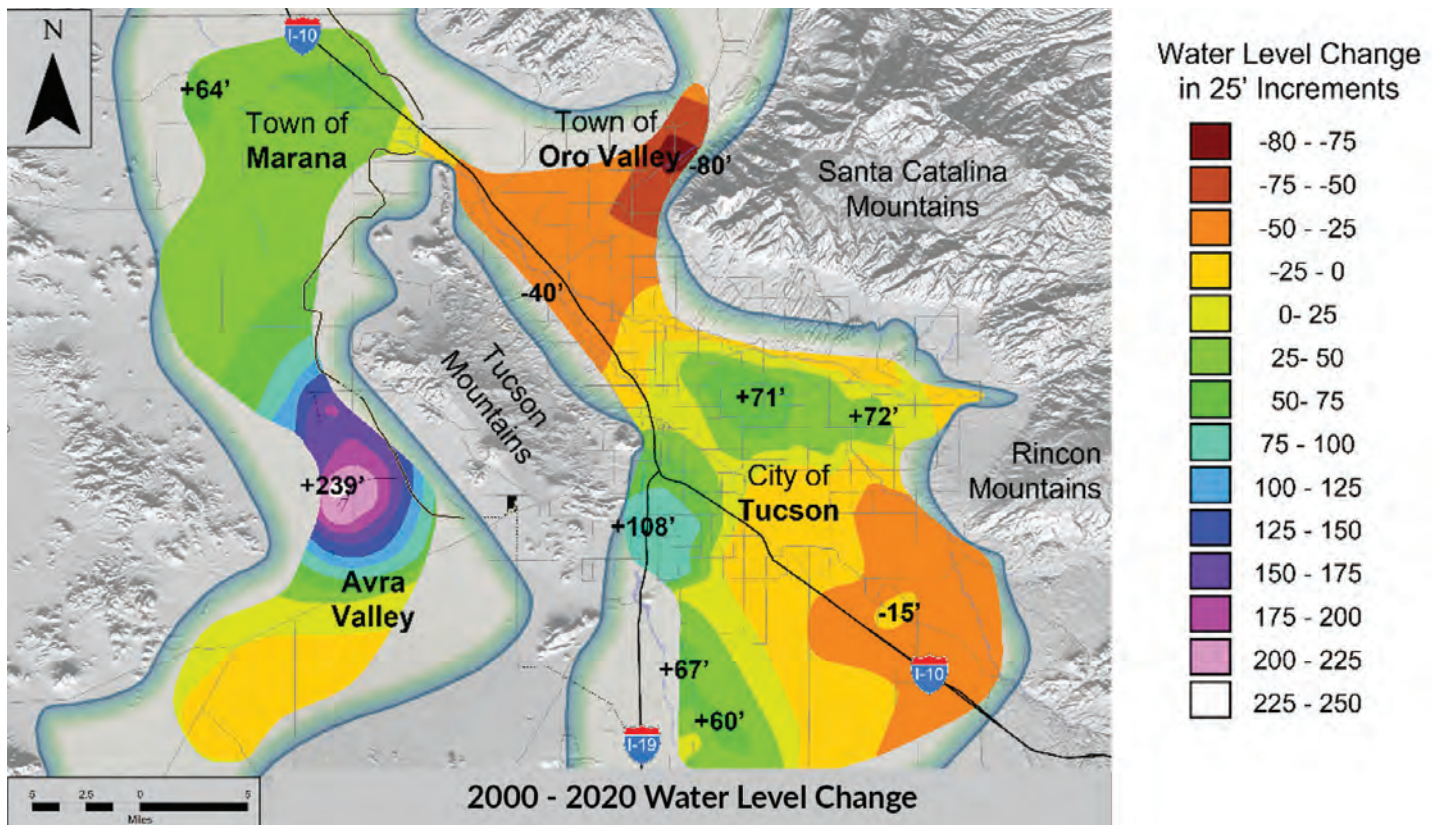 N
I-10
+64’
Town of
Marana
Town of
Oro Valley
-80’
Santa Catalina
Mountains
-40’
Tucson
Mountains
+71’
+72’
Rincon
Mountains
+239’
City of
Tucson
+108’
Avra
Valley
-15’
+67’
I-10
+60’
I-19
5 2.5 0 5
Miles
2000 - 2020 Water Level Change
Water Level Change
in 25' Increments
-80 - -75
-75 - -50
-50 - -25
-25 - 0
0- 25
25- 50
50- 75
75 - 100
100 - 125
125 - 150
150 - 175
175 - 200
200 - 225
225 - 250